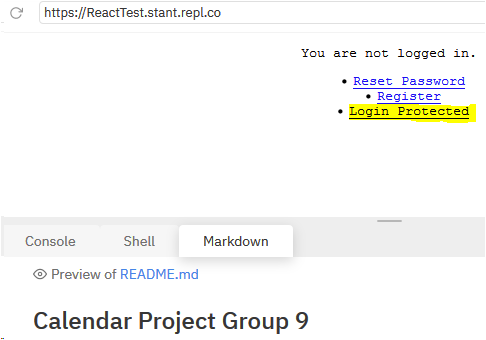 https://ReactTest.stant.repl.co
You are not logged in.
• Reset Password
• Register
• Login Protected
Console Shell Markdown
Preview of README.md
Calendar Project Group 9